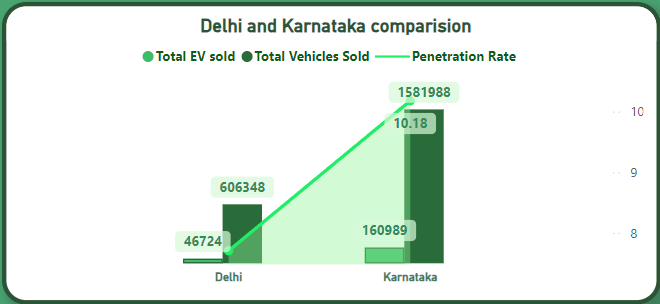 Delhi and Karnataka comparision
Total EV sold Total Vehicles Sold Penetration Rate
1581988
10
10.18
9
606348
160989
46724
8
Delhi Karnataka